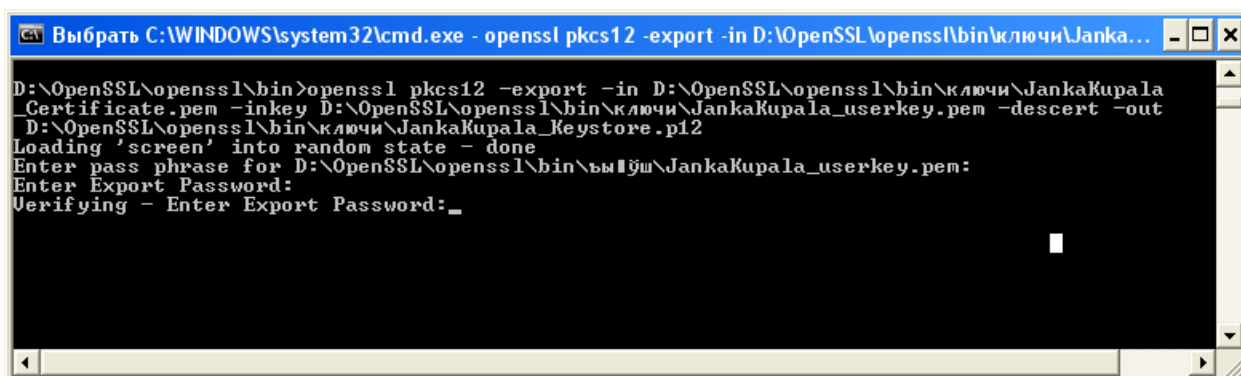 Выбрать C:\WINDOWS\system32\cmd.exe - openssl pkcs12 -export -in D:\OpenSSL\openssl\bin\ключи\Janka...
D:\OpenSSL\openssl\bin>openssl pkcs12 -export -in D:\OpenSSL\openssl\bin\ключи\JankaKupala
_Certificate.pem -inkey D:\OpenSSL\openssl\bin\ключи\JankaKupala_userkey.pem -descert -out
D:\OpenSSL\openssl\bin\ключи\JankaKupala_Keystore.p12
Loading 'screen' into random state - done
Enter pass phrase for D:\OpenSSL\openssl\bin\ъы▮ўш\JankaKupala_userkey.pem:
Enter Export Password:
Verifying - Enter Export Password:_